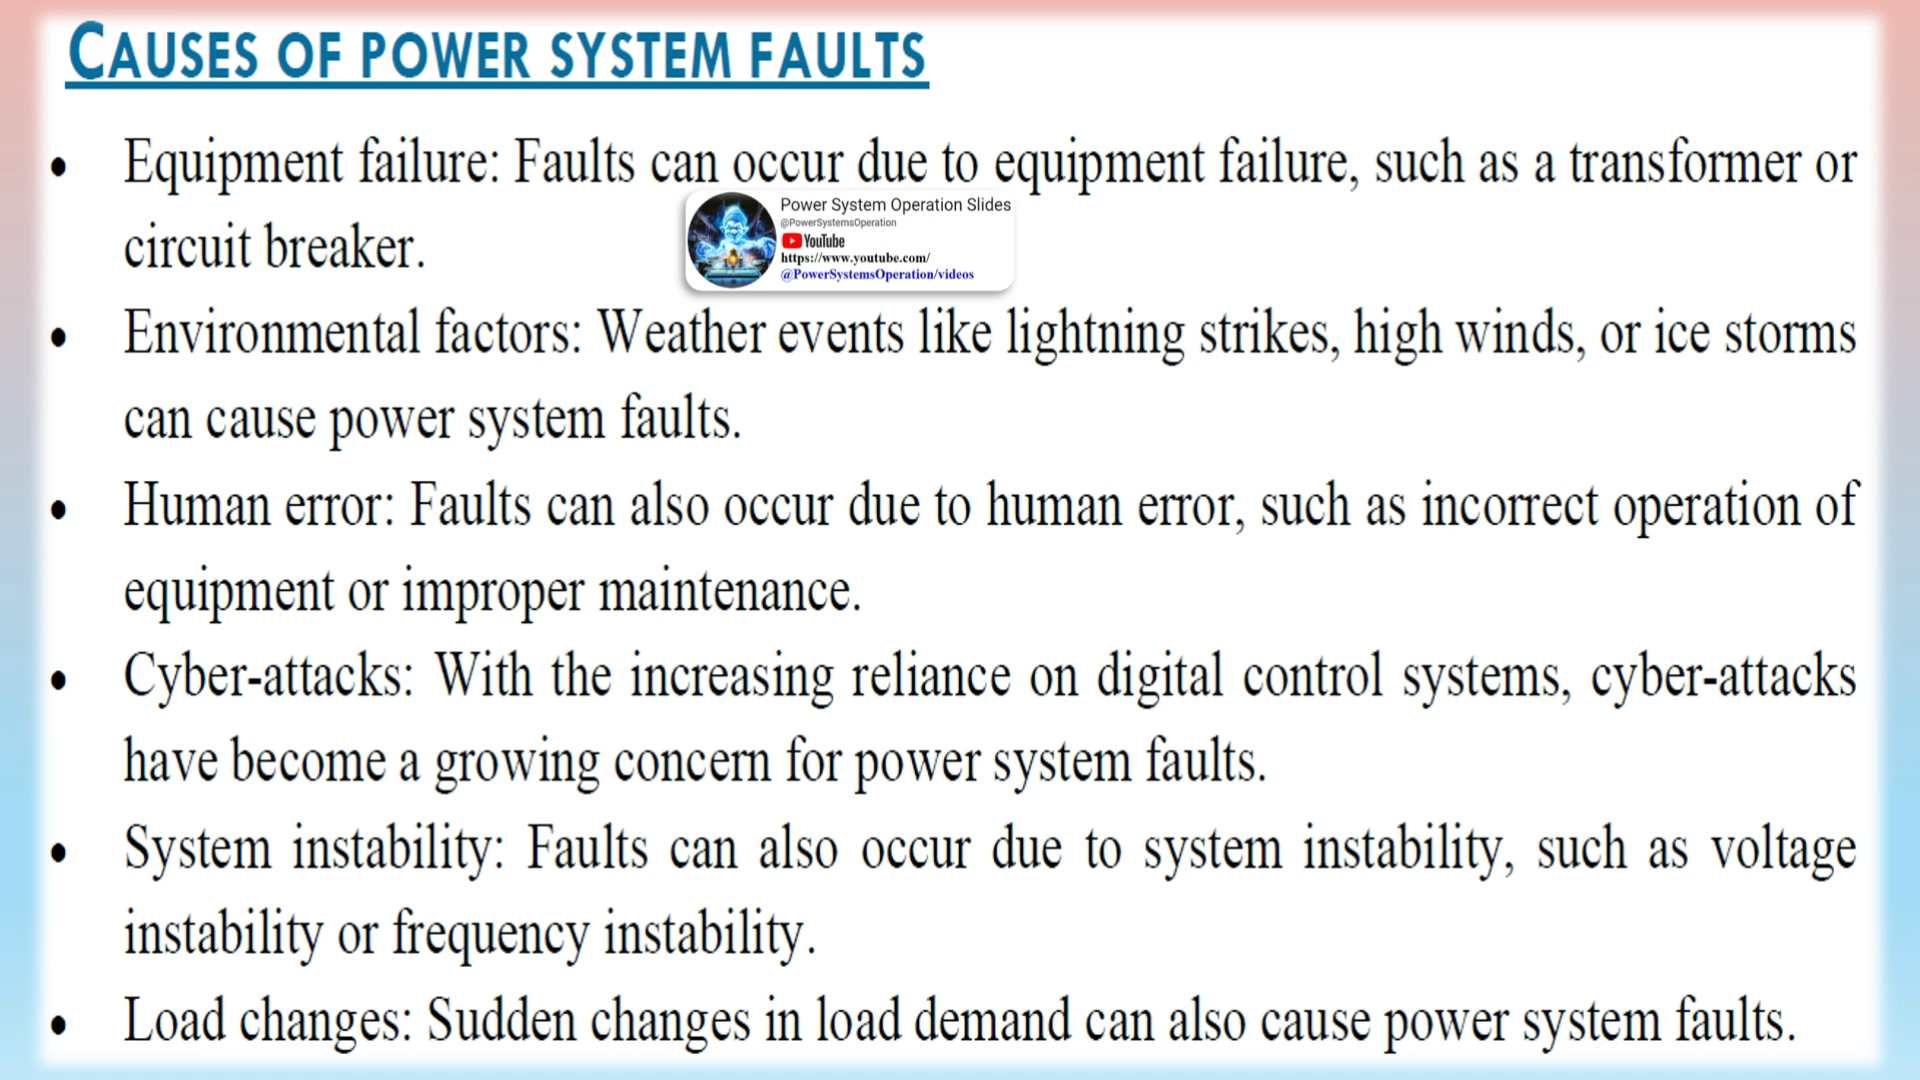 CAUSES OF POWER SYSTEM FAULTS
• Equipment failure: Faults can occur due to equipment failure, such as a transformer or
circuit breaker.
Power System Operation Slides
@PowerSystemsOperation
YouTube
https://www.youtube.com/
@PowerSystemsOperation/videos
• Environmental factors: Weather events like lightning strikes, high winds, or ice storms
can cause power system faults.
• Human error: Faults can also occur due to human error, such as incorrect operation of
equipment or improper maintenance.
• Cyber-attacks: With the increasing reliance on digital control systems, cyber-attacks
have become a growing concern for power system faults.
• System instability: Faults can also occur due to system instability, such as voltage
instability or frequency instability.
• Load changes: Sudden changes in load demand can also cause power system faults.